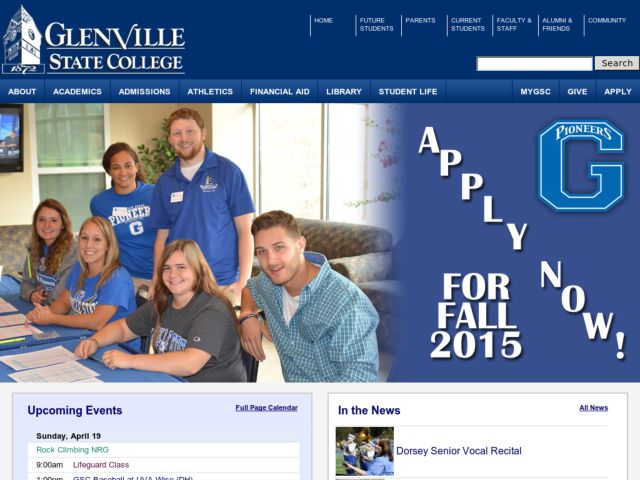 GLENVILLE
STATE COLLEGE
1872
HOME
FUTURE
STUDENTS
PARENTS
CURRENT
STUDENTS
FACULTY &
STAFF
ALUMNI &
FRIENDS
COMMUNITY
Search
ABOUT ACADEMICS ADMISSIONS ATHLETICS FINANCIAL AID LIBRARY STUDENT LIFE MYGSC GIVE APPLY
PIONEERS
G
APPLY NOW!
FOR
FALL
2015
PIONEER
G
Upcoming Events
Full Page Calendar
Sunday, April 19
Rock Climbing NRG
9:00am Lifeguard Class
1:00pm GSC Baseball at UVA-Wise (DH)
In the News
All News
Dorsey Senior Vocal Recital